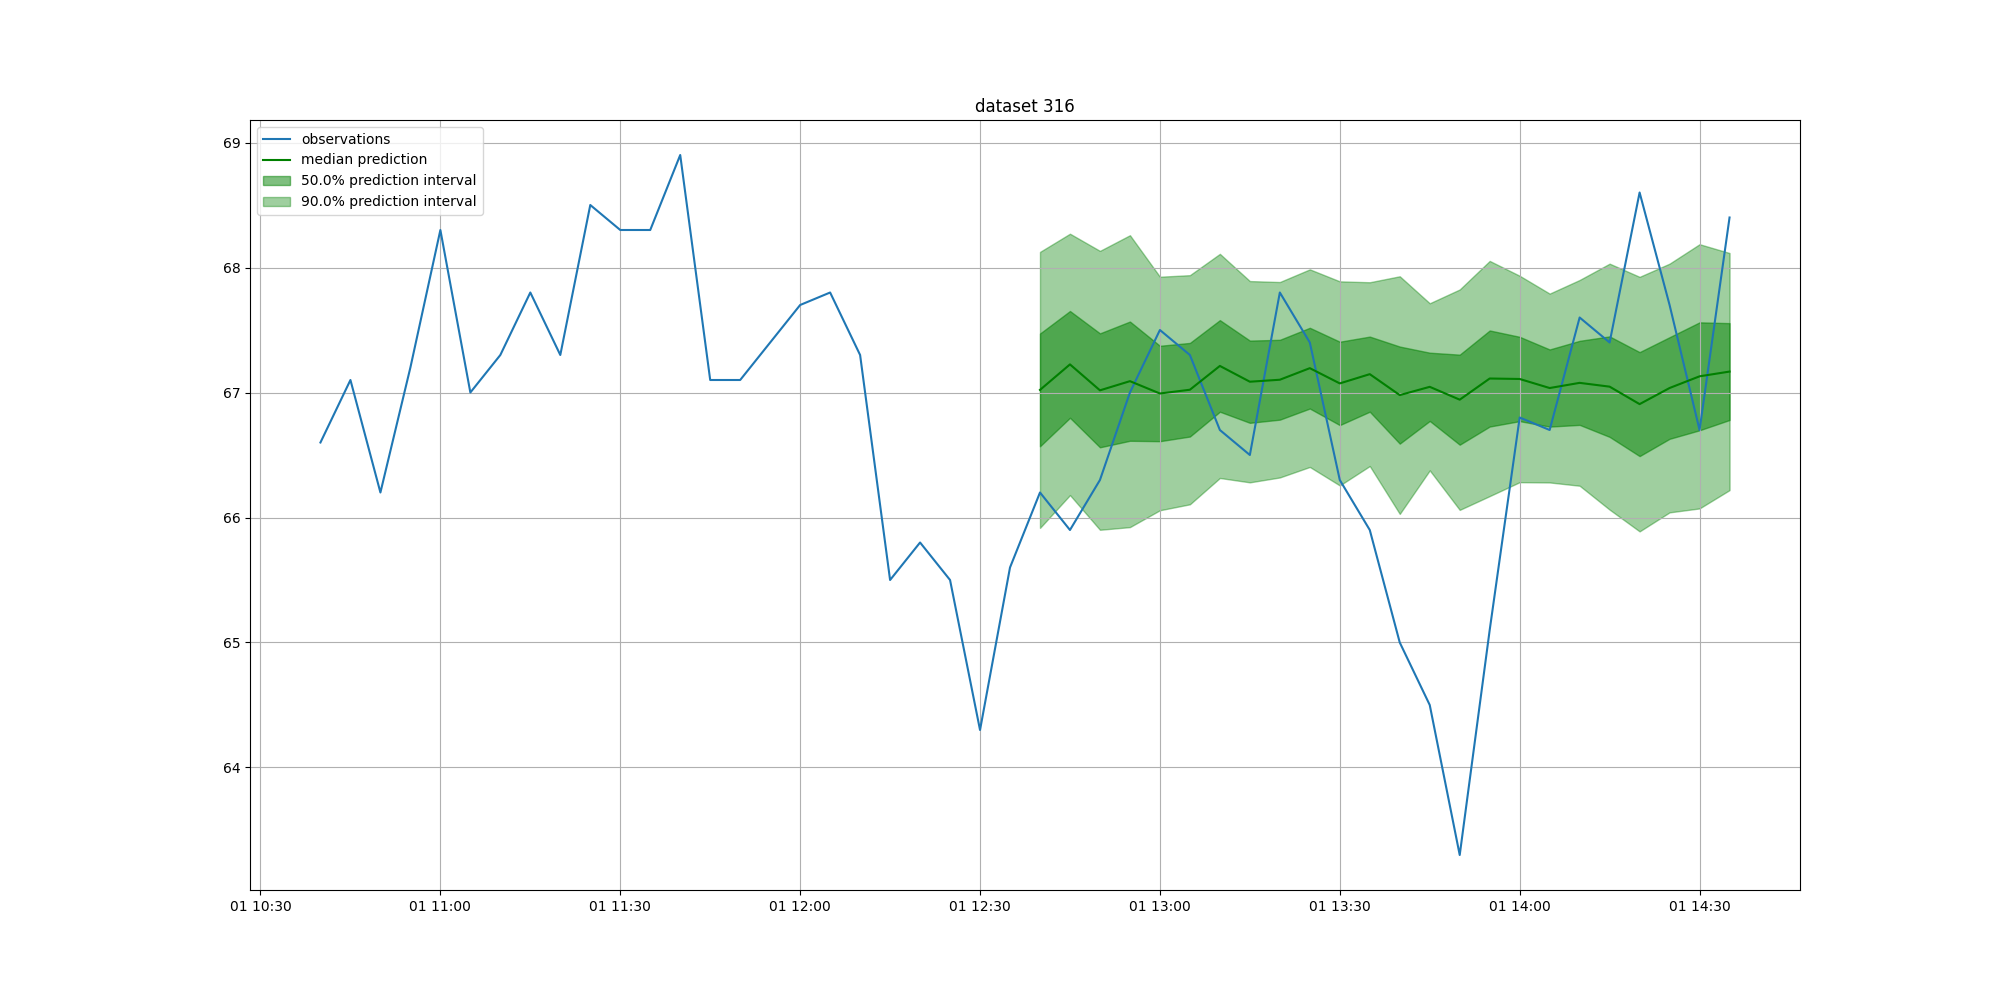 dataset 316
observations
median prediction
50.0% prediction interval
90.0% prediction interval
69
68
67
66
65
64
01 10:30 01 11:00 01 11:30 01 12:00 01 12:30 01 13:00 01 13:30 01 14:00 01 14:30